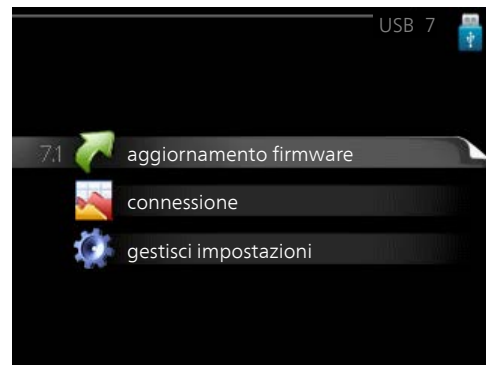 USB 7
7.1 aggiornamento firmware
connessione
gestisci impostazioni